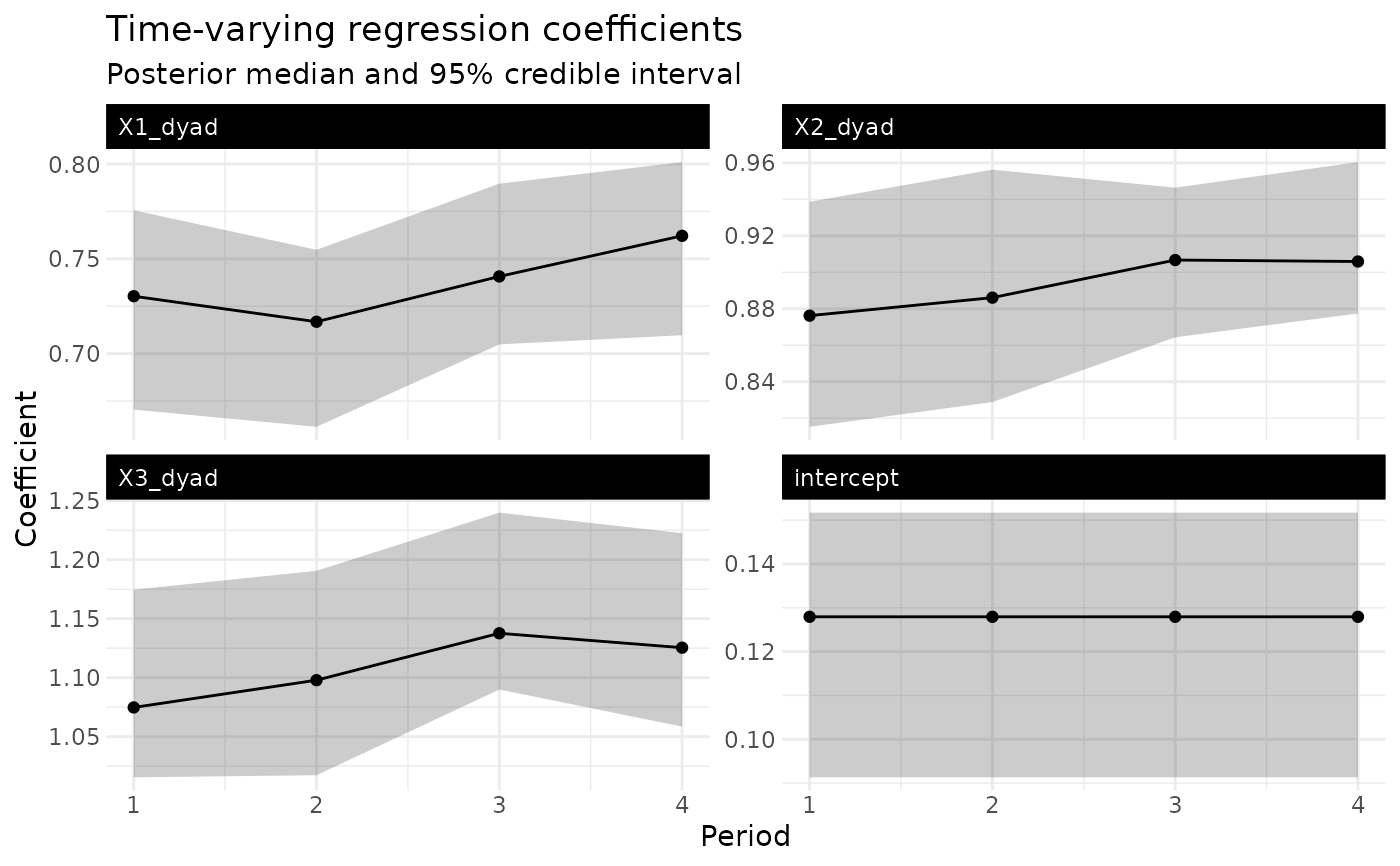 Time-varying regression coefficients
Posterior median and 95% credible interval
X1_dyad
0.80
0.75
0.70
X2_dyad
0.96
0.92
0.88
0.84
Coefficient
X3_dyad
1.25
1.20
1.15
1.10
1.05
1 2 3 4
intercept
0.14
0.12
0.10
1 2 3 4
Period